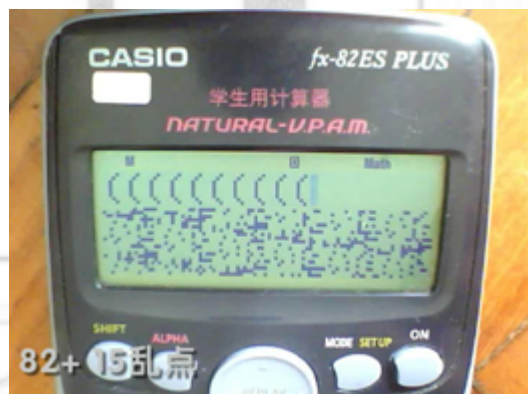 CASIO fx-82ES PLUS
学生用计算器
NATURAL-V.P.A.M.
M D Math
((((((((((
SHIFT ALPHA MODE SETUP ON
82+ 15乱点
REPLAY